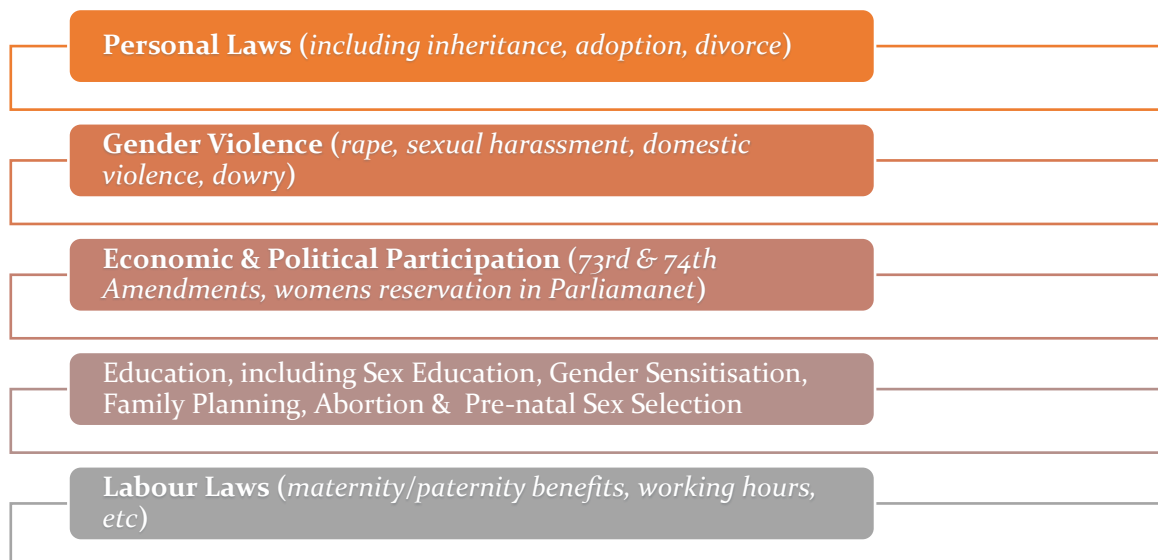 Personal Laws (including inheritance, adoption, divorce)
Gender Violence (rape, sexual harassment, domestic
violence, dowry)
Economic & Political Participation (73rd & 74th
Amendments, womens reservation in Parliamanet)
Education, including Sex Education, Gender Sensitisation,
Family Planning, Abortion & Pre-natal Sex Selection
Labour Laws (maternity/paternity benefits, working hours,
etc)